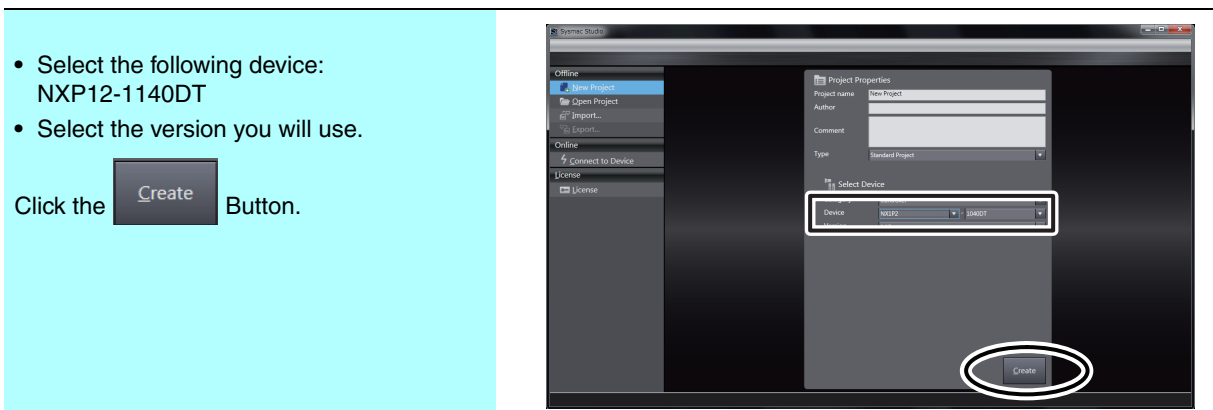 • Select the following device:
NXP12-1140DT
• Select the version you will use.
Click the Create Button.
Sysmac Studio
Offline
New Project
Open Project
Import...
Export...
Online
Connect to Device
License
License
Project Properties
Project name New Project
Author
Comment
Type Standard Project
Select Device
Device NX1P2 - 1040DT
Create